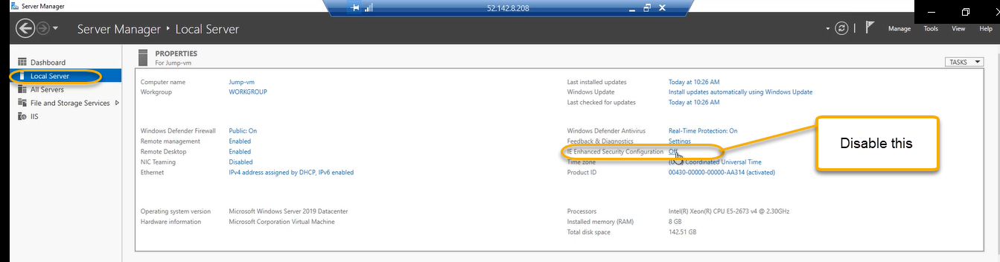 Server Manager
52.142.8.208
Server Manager • Local Server
Manage Tools View Help
Dashboard
Local Server
All Servers
File and Storage Services
IIS
PROPERTIES
For Jump-vm
TASKS
Computer name Jump-vm
Workgroup WORKGROUP
Last installed updates Today at 10:26 AM
Windows Update Install updates automatically using Windows Update
Last checked for updates Today at 10:26 AM
Windows Defender Firewall Public: On
Remote management Enabled
Remote Desktop Enabled
NIC Teaming Disabled
Ethernet IPv4 address assigned by DHCP, IPv6 enabled
Windows Defender Antivirus Real-Time Protection: On
Feedback & Diagnostics Settings
IE Enhanced Security Configuration Off
Time zone Coordinated Universal Time
Product ID 00430-00000-00000-AA314 (activated)
Disable this
Operating system version Microsoft Windows Server 2019 Datacenter
Hardware information Microsoft Corporation Virtual Machine
Processors Intel(R) Xeon(R) CPU E5-2673 v4 @ 2.30GHz
Installed memory (RAM) 8 GB
Total disk space 142.51 GB